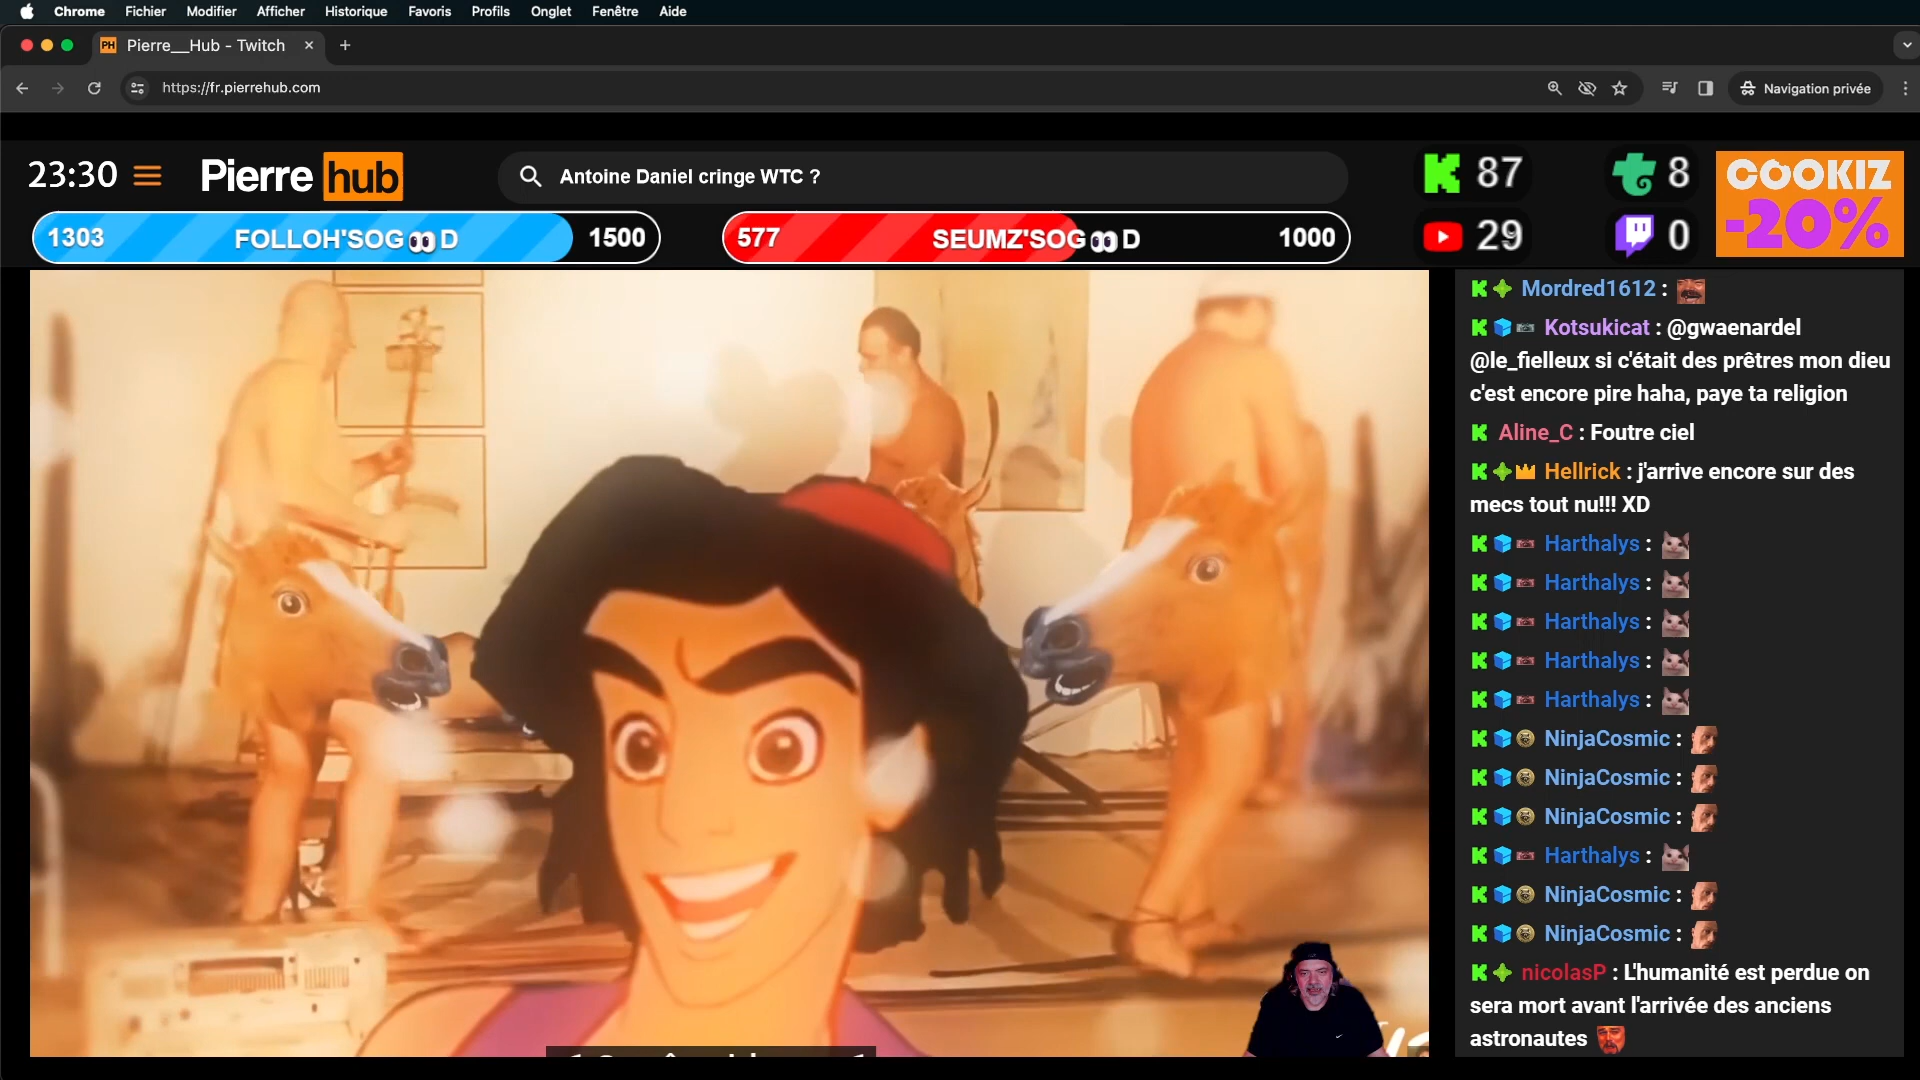 Chrome Fichier Modifier Afficher Historique Favoris Profils Onglet Fenêtre Aide
PH Pierre__Hub - Twitch
https://fr.pierrehub.com
Navigation privée
23:30
Pierre hub
Antoine Daniel cringe WTC ?
87
8
COOKIZ
-20%
1303 FOLLOH'SOG👀D 1500
577 SEUMZ'SOG👀D 1000
29
0
Mordred1612 :
Kotsukicat : @gwaenardel
@le_fielleux si c'était des prêtres mon dieu
c'est encore pire haha, paye ta religion
Aline_C : Foutre ciel
Hellrick : j'arrive encore sur des
mecs tout nu!!! XD
Harthalys :
Harthalys :
Harthalys :
Harthalys :
Harthalys :
NinjaCosmic :
NinjaCosmic :
NinjaCosmic :
Harthalys :
NinjaCosmic :
NinjaCosmic :
nicolasP : L'humanité est perdue on
sera mort avant l'arrivée des anciens
astronautes